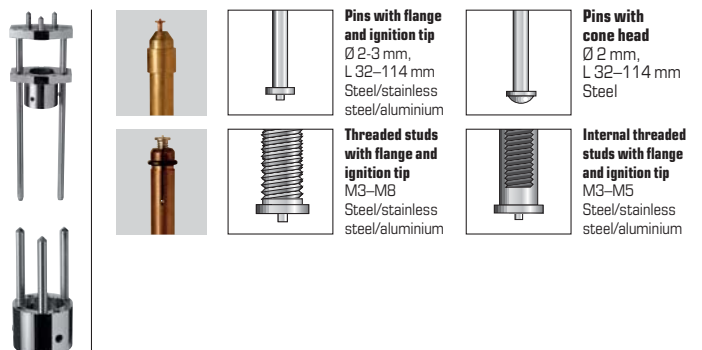 Pins with flange
and ignition tip
Ø 2-3 mm,
L 32–114 mm
Steel/stainless
steel/aluminium
Pins with
cone head
Ø 2 mm,
L 32–114 mm
Steel
Threaded studs
with flange and
ignition tip
M3–M8
Steel/stainless
steel/aluminium
Internal threaded
studs with flange
and ignition tip
M3–M5
Steel/stainless
steel/aluminium